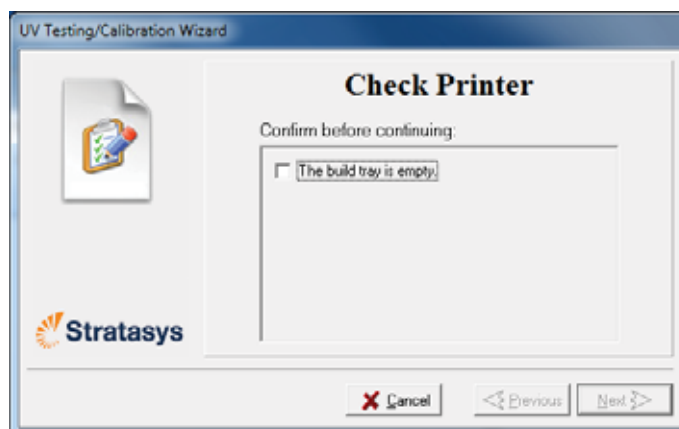 UV Testing/Calibration Wizard
Check Printer
Confirm before continuing:
The build tray is empty.
Stratasys
Cancel
Previous
Next